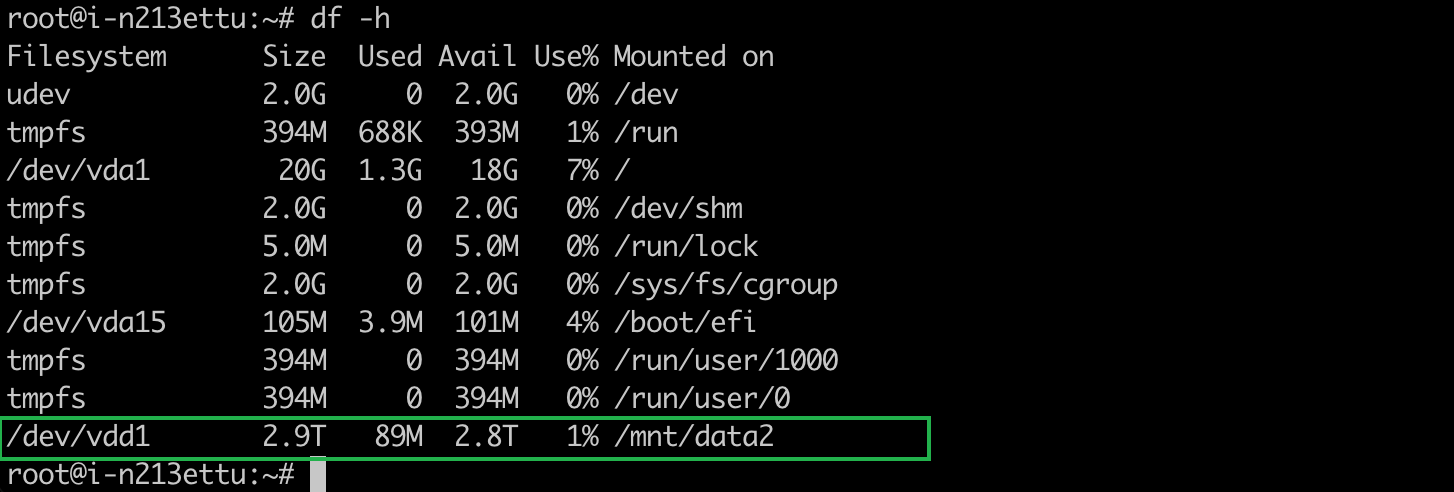 root@i-n213ettu:~# df -h
Filesystem      Size  Used Avail Use% Mounted on
udev            2.0G     0  2.0G   0% /dev
tmpfs           394M  688K  393M   1% /run
/dev/vda1        20G  1.3G   18G   7% /
tmpfs           2.0G     0  2.0G   0% /dev/shm
tmpfs           5.0M     0  5.0M   0% /run/lock
tmpfs           2.0G     0  2.0G   0% /sys/fs/cgroup
/dev/vda15      105M  3.9M  101M   4% /boot/efi
tmpfs           394M     0  394M   0% /run/user/1000
tmpfs           394M     0  394M   0% /run/user/0
/dev/vdd1       2.9T   89M  2.8T   1% /mnt/data2
root@i-n213ettu:~#